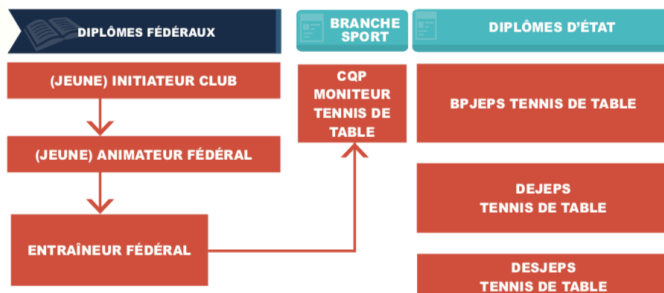 DIPLÔMES FÉDÉRAUX
BRANCHE
SPORT
DIPLÔMES D'ÉTAT
(JEUNE) INITIATEUR CLUB
(JEUNE) ANIMATEUR FÉDÉRAL
ENTRAÎNEUR FÉDÉRAL
CQP
MONITEUR
TENNIS DE
TABLE
BPJEPS TENNIS DE TABLE
DEJEPS
TENNIS DE TABLE
DESJEPS
TENNIS DE TABLE